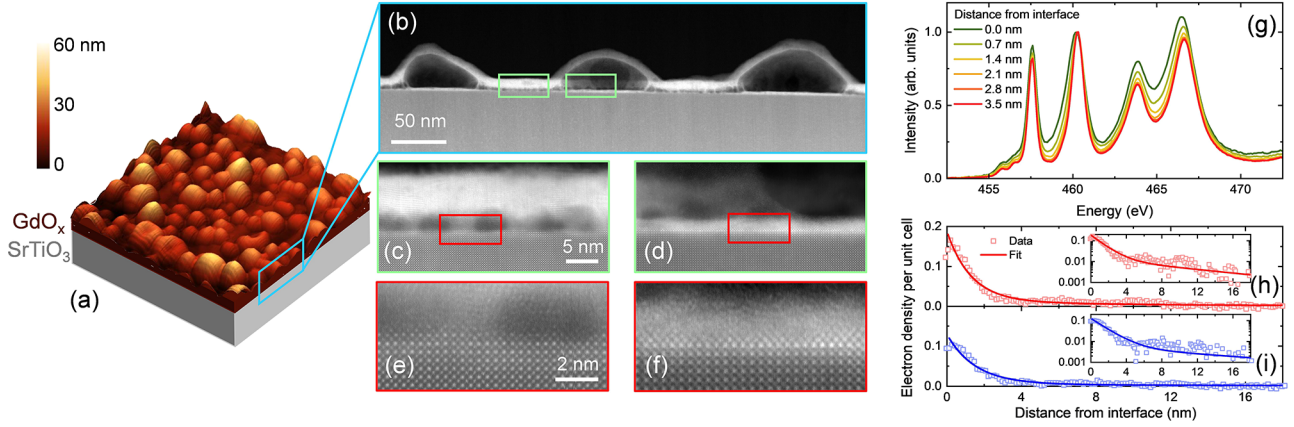 60 nm
30
0
GdOx
SrTiO3
(a)
(b)
50 nm
(c)
5 nm
(d)
(e)
2 nm
(f)
(g)
Distance from interface
0.0 nm
0.7 nm
1.4 nm
2.1 nm
2.8 nm
3.5 nm
Intensity (arb. units)
1.0
0.5
0.0
455 460 465 470
Energy (eV)
Electron density per unit cell
0.2
0.1
0.0
Data
Fit
0.1
0.01
0.001
0 4 8 12 16
(h)
0.1
0.0
0.1
0.01
0.001
0 4 8 12 16
(i)
0 4 8 12 16
Distance from interface (nm)